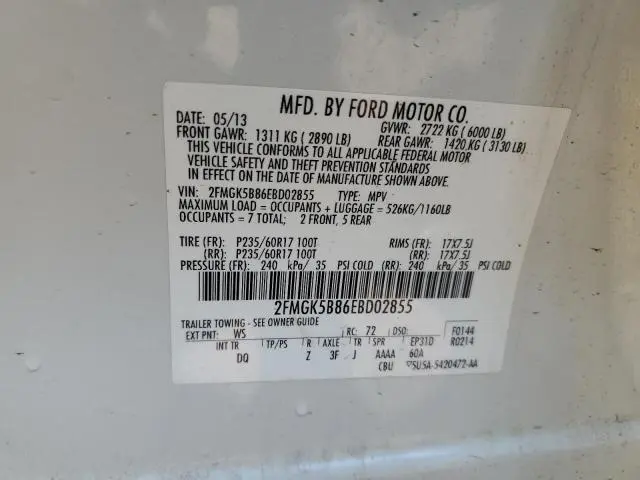 MFD. BY FORD MOTOR CO.
DATE: 05/13 GVWR: 2722 KG ( 6000 LB)
FRONT GAWR: 1311 KG ( 2890 LB) REAR GAWR: 1420 KG ( 3130 LB)
THIS VEHICLE CONFORMS TO ALL APPLICABLE FEDERAL MOTOR
VEHICLE SAFETY AND THEFT PREVENTION STANDARDS
IN EFFECT ON THE DATE OF MANUFACTURE SHOWN ABOVE.
VIN: 2FMGK5B86EBD02855 TYPE: MPV
MAXIMUM LOAD = OCCUPANTS + LUGGAGE = 526KG/1160LB
OCCUPANTS = 7 TOTAL; 2 FRONT, 5 REAR
TIRE (FR): P235/60R17 100T RIMS (FR): 17X7.5J
(RR): P235/60R17 100T (RR): 17X7.5J
PRESSURE (FR): 240 kPa/ 35 PSI COLD (RR): 240 kPa/ 35 PSI COLD
2FMGK5B86EBD02855
TRAILER TOWING - SEE OWNER GUIDE
EXT PNT: WS RC: 72 DSO: F0144
INT TR TP/PS R AXLE TR SPR EP31D R0214
DQ Z 3F J AAAA 60A
CBU 5U5A-5420472-AA